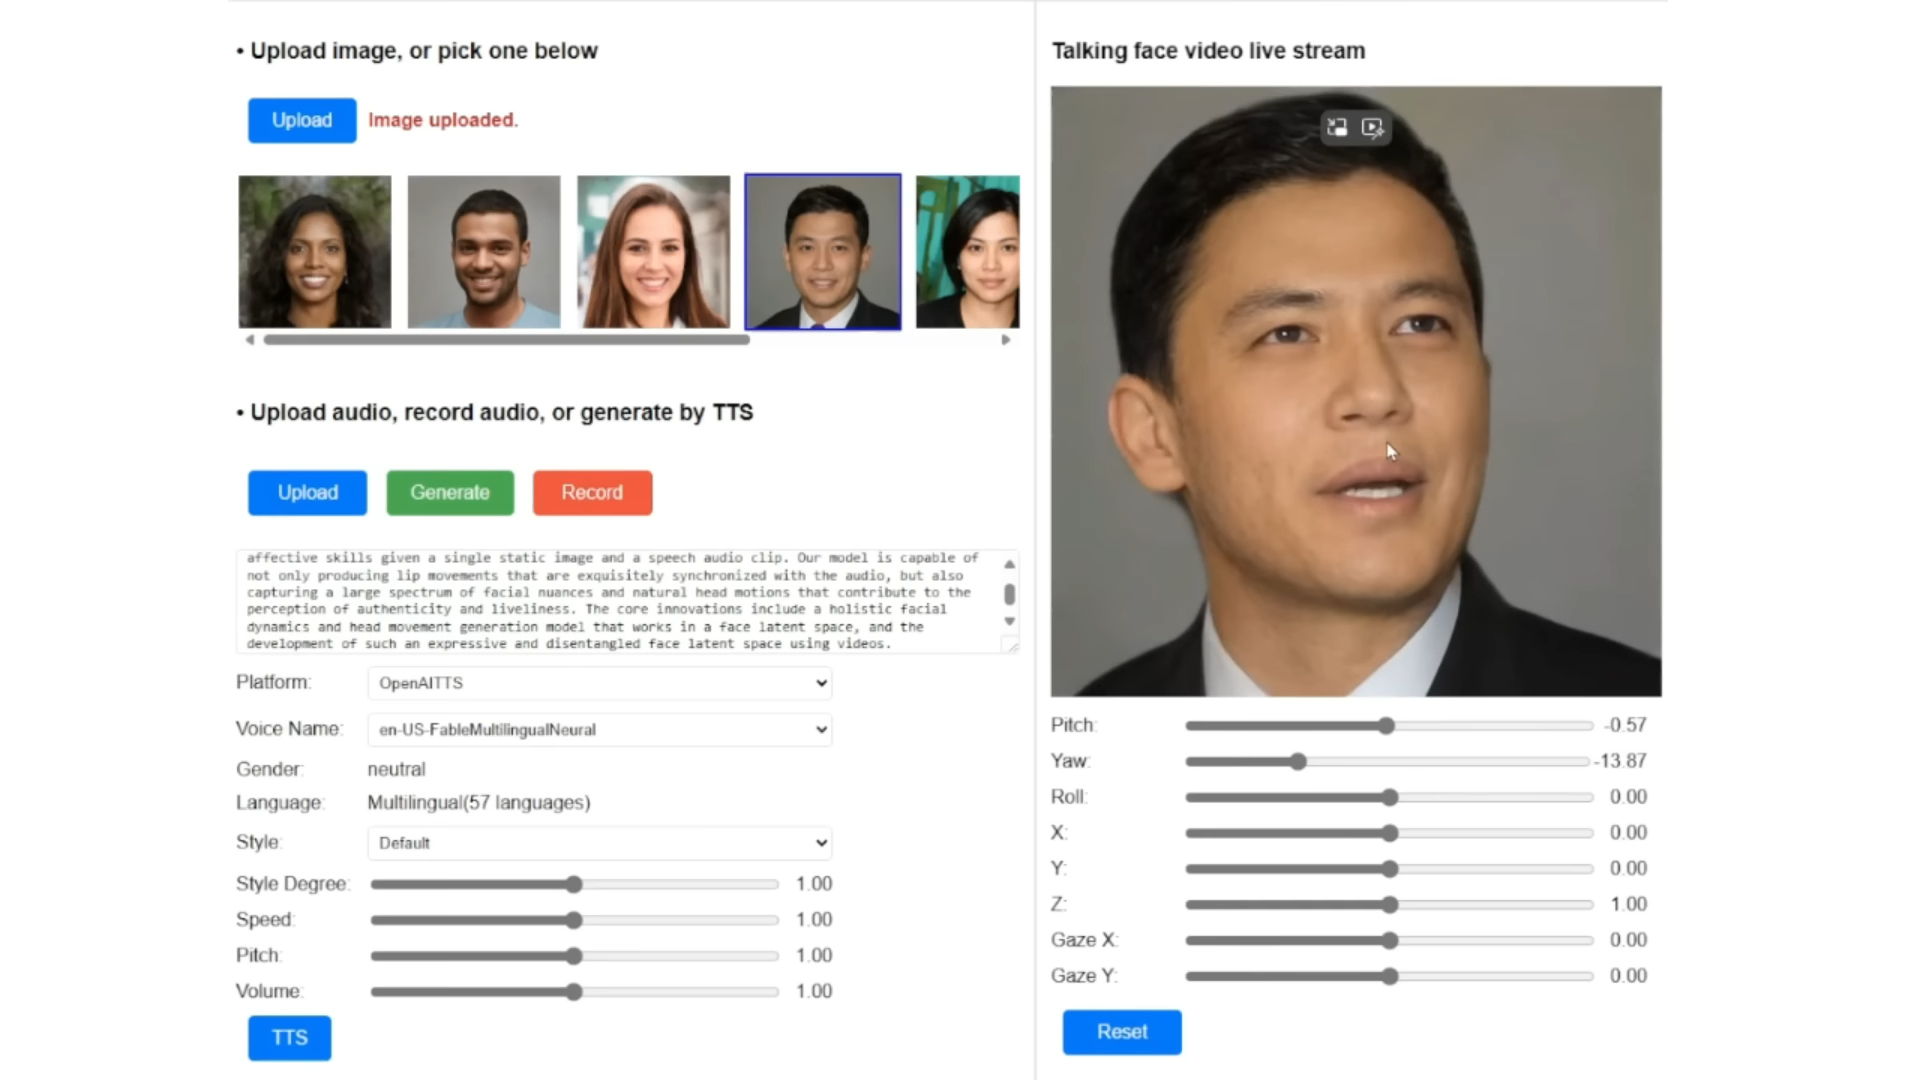 • Upload image, or pick one below
Upload
Image uploaded.
• Upload audio, record audio, or generate by TTS
Upload
Generate
Record
affective skills given a single static image and a speech audio clip. Our model is capable of
not only producing lip movements that are exquisitely synchronized with the audio, but also
capturing a large spectrum of facial nuances and natural head motions that contribute to the
perception of authenticity and liveliness. The core innovations include a holistic facial
dynamics and head movement generation model that works in a face latent space, and the
development of such an expressive and disentangled face latent space using videos.
Platform: OpenAITTS
Voice Name: en-US-FableMultilingualNeural
Gender: neutral
Language: Multilingual(57 languages)
Style: Default
Style Degree: 1.00
Speed: 1.00
Pitch: 1.00
Volume: 1.00
TTS
Talking face video live stream
Pitch: -0.57
Yaw: -13.87
Roll: 0.00
X: 0.00
Y: 0.00
Z: 1.00
Gaze X: 0.00
Gaze Y: 0.00
Reset